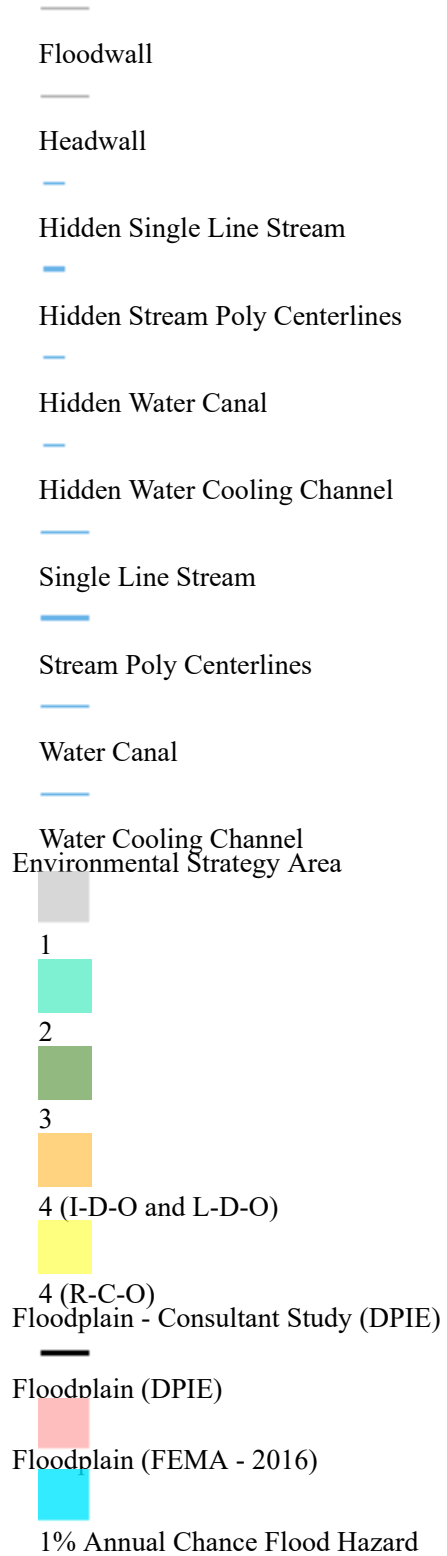 Floodwall
Headwall
Hidden Single Line Stream
Hidden Stream Poly Centerlines
Hidden Water Canal
Hidden Water Cooling Channel
Single Line Stream
Stream Poly Centerlines
Water Canal
Water Cooling Channel
Environmental Strategy Area
1
2
3
4 (I-D-O and L-D-O)
4 (R-C-O)
Floodplain - Consultant Study (DPIE)
Floodplain (DPIE)
Floodplain (FEMA - 2016)
1% Annual Chance Flood Hazard